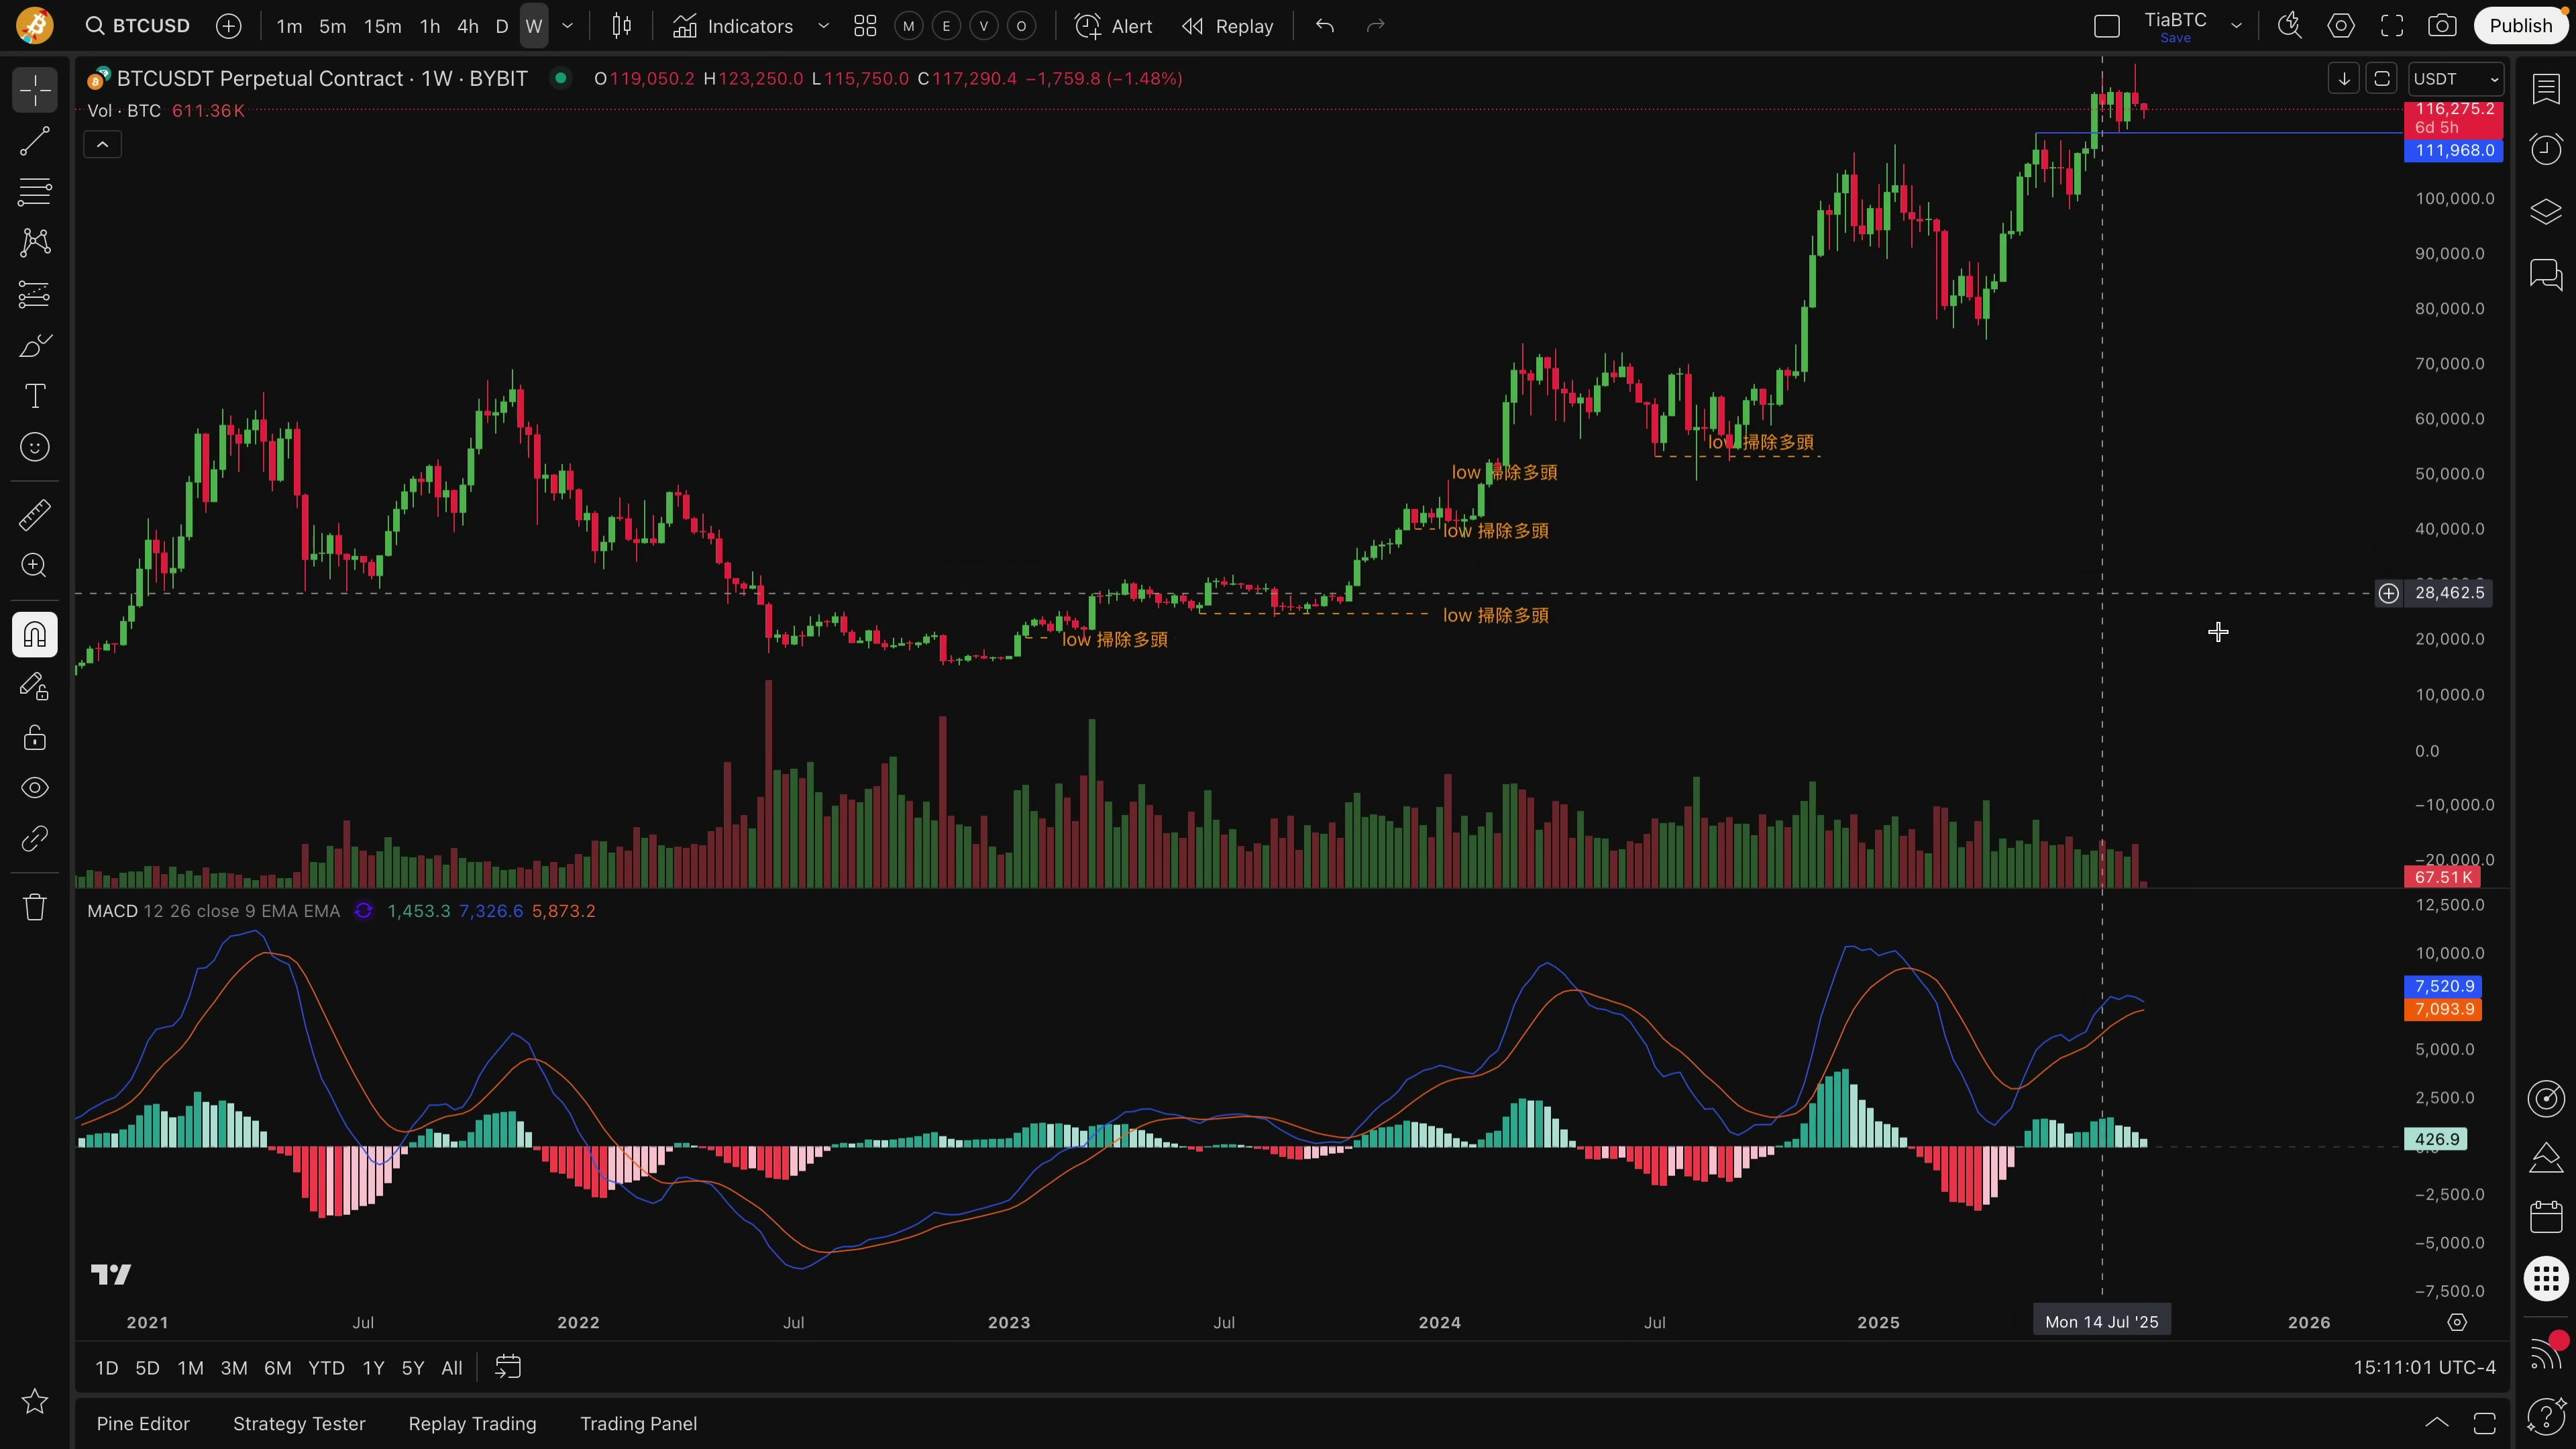 BTCUSD 1m 5m 15m 1h 4h D W Indicators M E V O Alert Replay TiaBTC Save Publish
BTCUSDT Perpetual Contract · 1W · BYBIT O119,050.2 H123,250.0 L115,750.0 C117,290.4 −1,759.8 (−1.48%) USDT
Vol · BTC 611.36K
116,275.2
6d 5h
111,968.0
100,000.0
90,000.0
80,000.0
70,000.0
60,000.0
low 掃除多頭
low 掃除多頭
50,000.0
40,000.0
low 掃除多頭
28,462.5
low 掃除多頭
low 掃除多頭
20,000.0
10,000.0
0.0
−10,000.0
−20,000.0
67.51K
MACD 12 26 close 9 EMA EMA 1,453.3 7,326.6 5,873.2
12,500.0
10,000.0
7,520.9
7,093.9
5,000.0
2,500.0
426.9
−2,500.0
−5,000.0
−7,500.0
2021 Jul 2022 Jul 2023 Jul 2024 Jul 2025 Mon 14 Jul '25 2026
1D 5D 1M 3M 6M YTD 1Y 5Y All 15:11:01 UTC-4
Pine Editor Strategy Tester Replay Trading Trading Panel